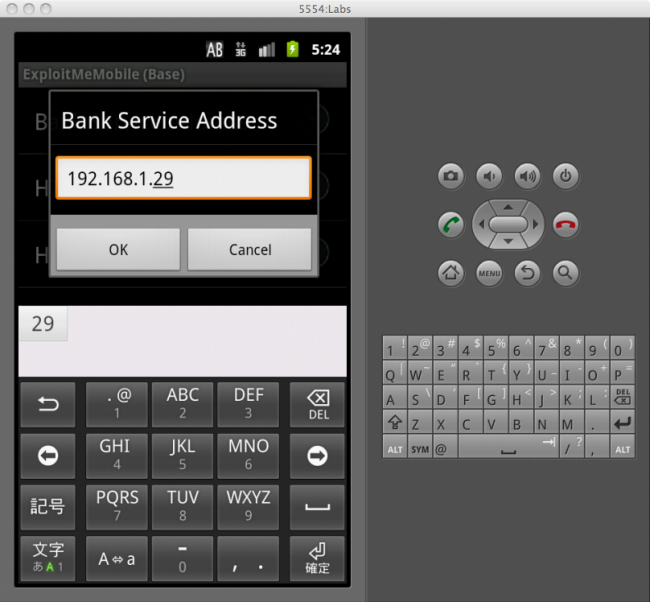 5554:Labs
AB 3G 5:24
ExploitMeMobile (Base)
B
Bank Service Address
192.168.1.29
H
OK Cancel
H
29
. @ ABC DEF
1 2 3 DEL
GHI JKL MNO
4 5 6
記号 PQRS TUV WXYZ
7 8 9
文字 A⇔a - , . 確定
あA1 0
MENU
1 ! 2 @ 3 # 4 $ 5 % 6 ^ 7 & 8 * 9 ( 0 )
Q | W ~ E " R ` T { Y } U _ I - O + P =
A S \ D ' F [ G ] H < J > K ; L : DEL
Z X C V B N M .
ALT SYM @ / ? , ALT